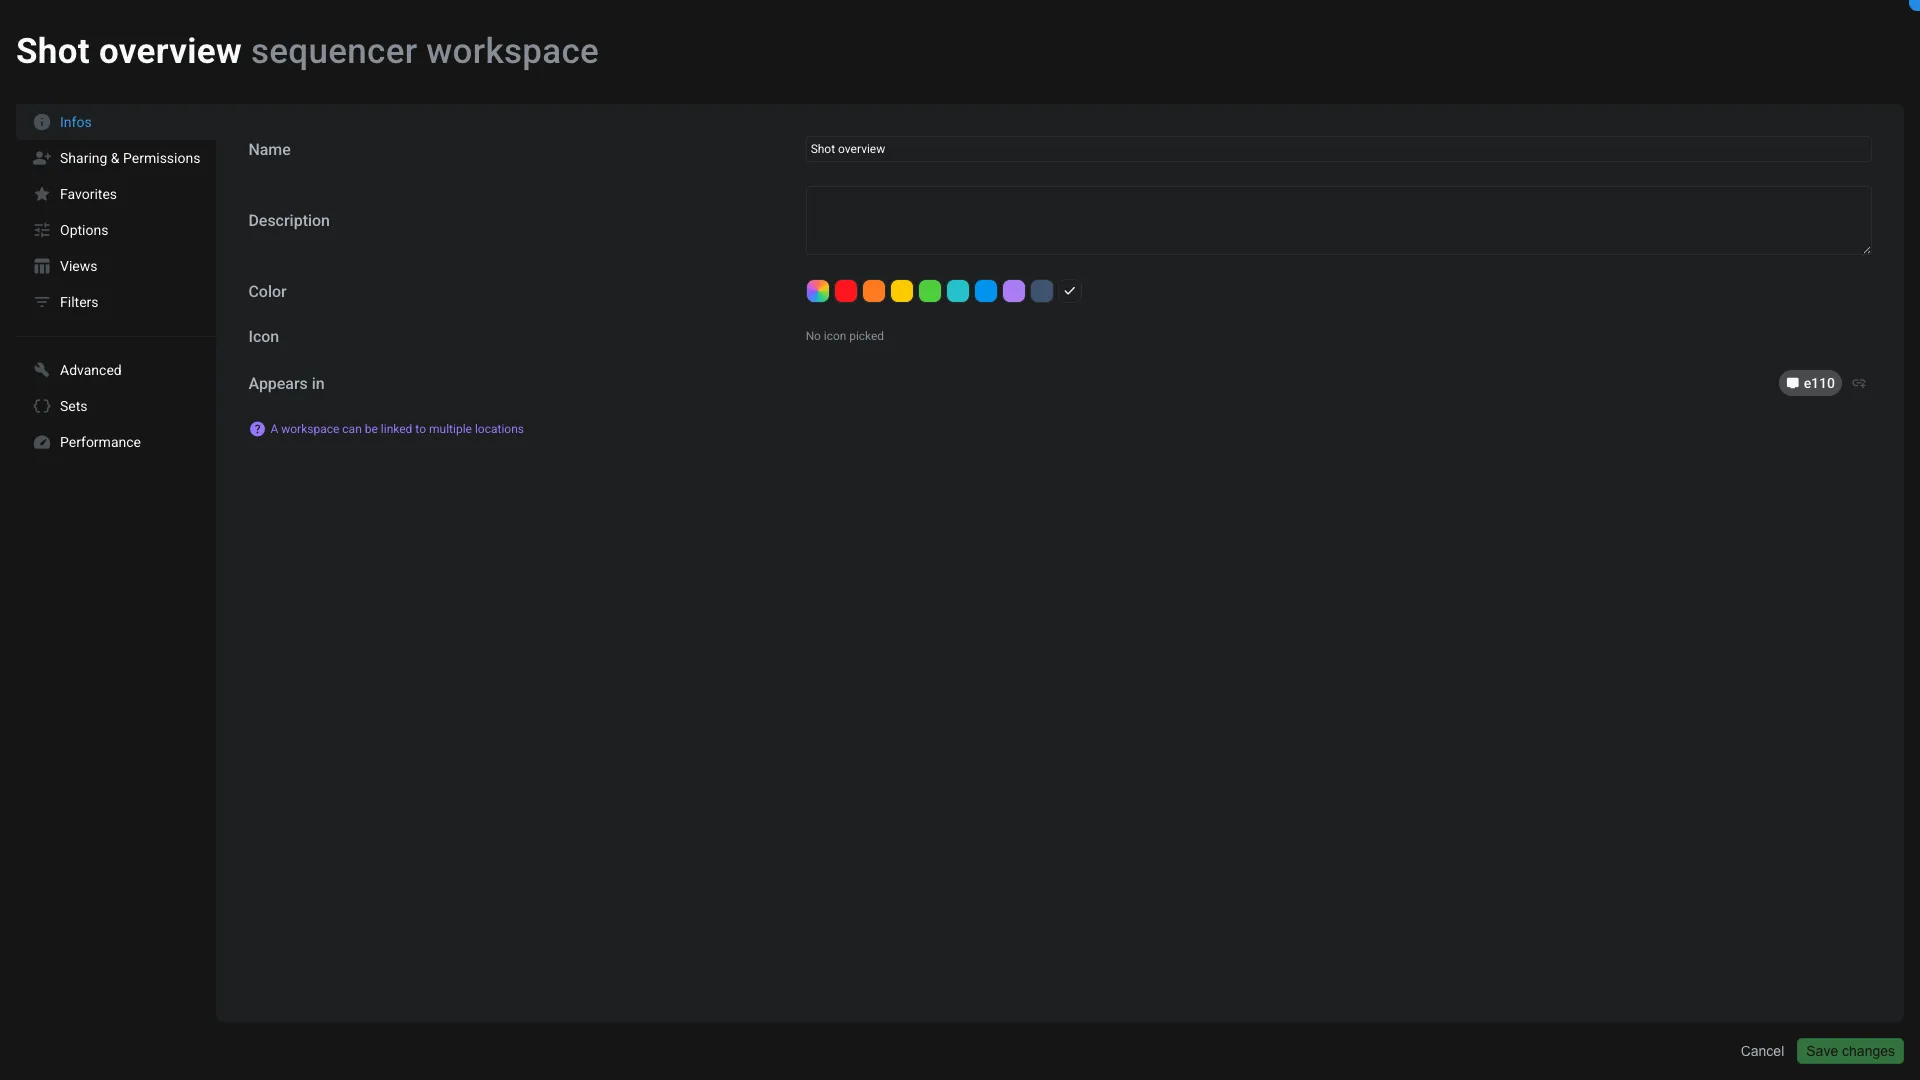 Shot overview sequencer workspace
Infos
Sharing & Permissions
Favorites
Options
Views
Filters
Advanced
Sets
Performance
Name
Shot overview
Description
Color
Icon
No icon picked
Appears in
e110
A workspace can be linked to multiple locations
Cancel
Save changes